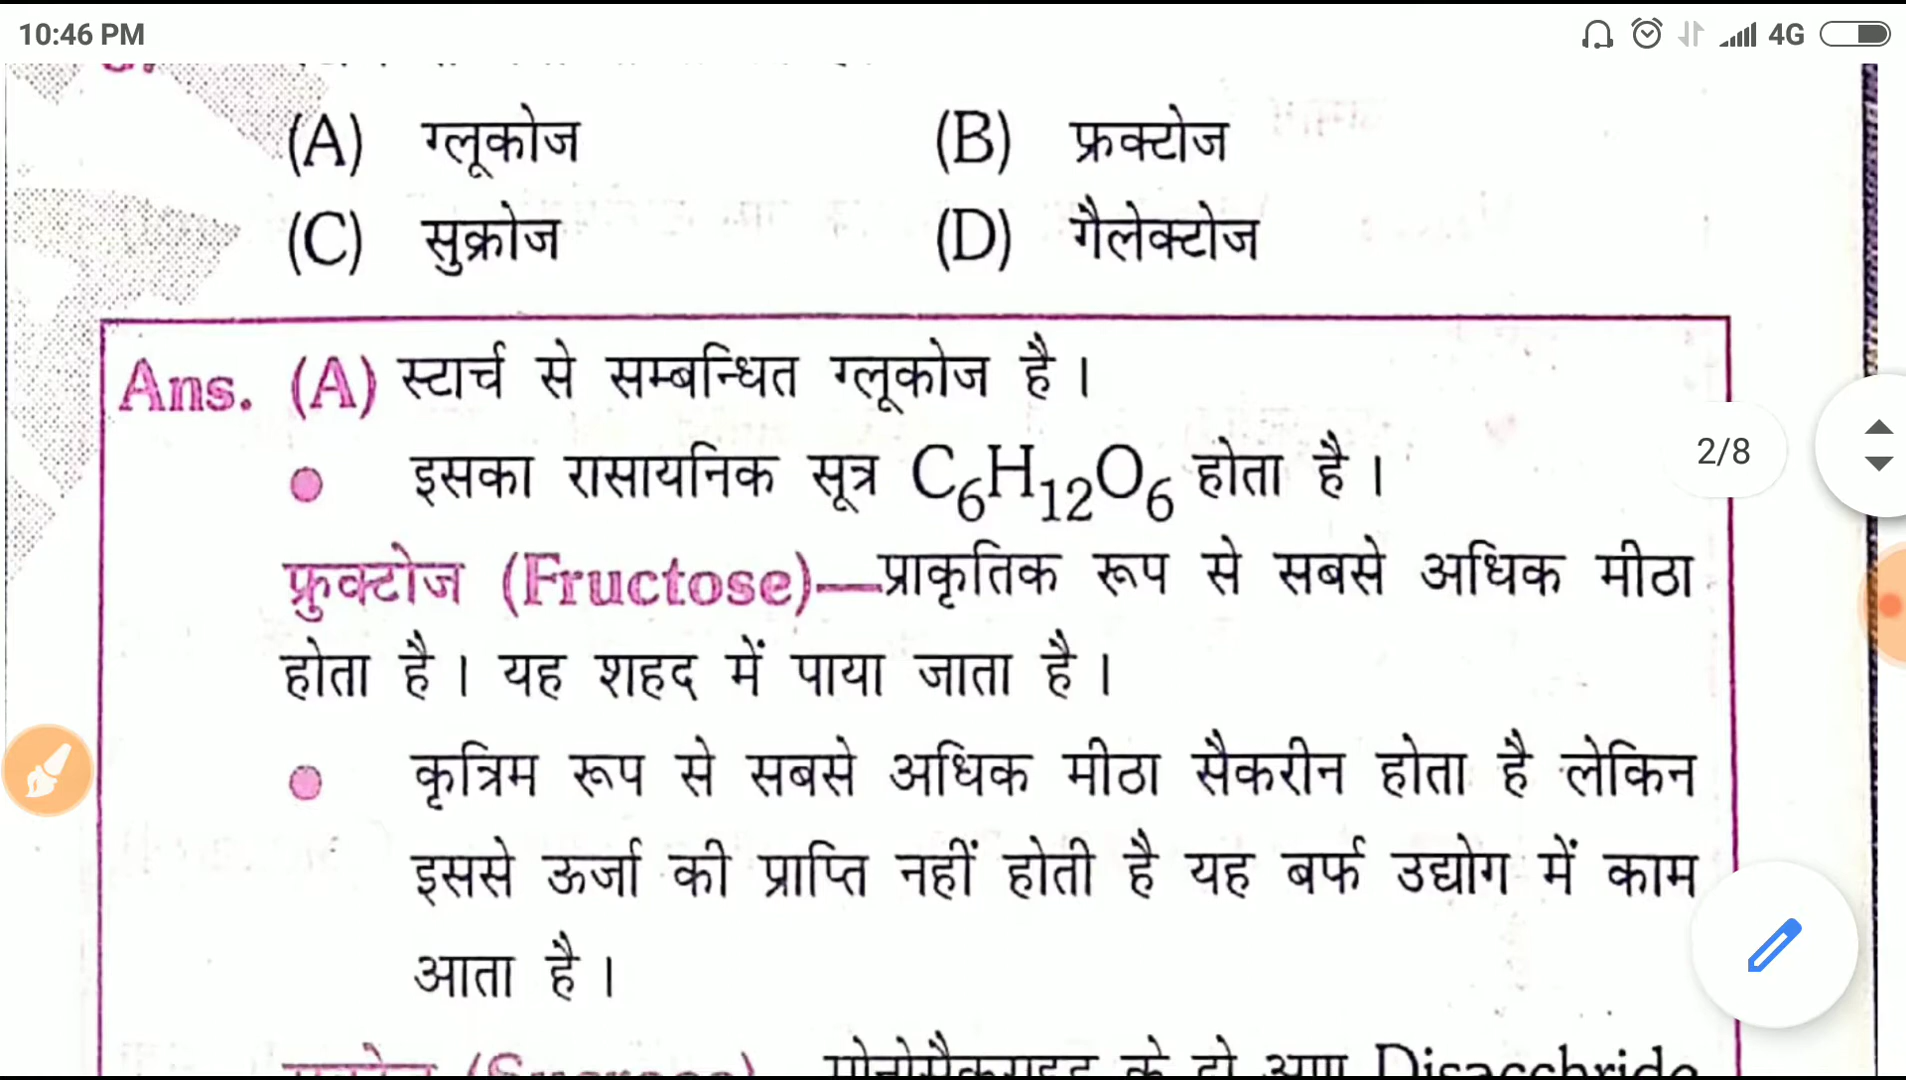 10:46 PM 4G
(A) ग्लूकोज (B) फ्रक्टोज
(C) सुक्रोज (D) गैलेक्टोज
Ans. (A) स्टार्च से सम्बन्धित ग्लूकोज है।
2/8
● इसका रासायनिक सूत्र C₆H₁₂O₆ होता है।
फ्रुक्टोज (Fructose)—प्राकृतिक रूप से सबसे अधिक मीठा
होता है। यह शहद में पाया जाता है।
● कृत्रिम रूप से सबसे अधिक मीठा सैकरीन होता है लेकिन
इससे ऊर्जा की प्राप्ति नहीं होती है यह बर्फ उद्योग में काम
आता है।